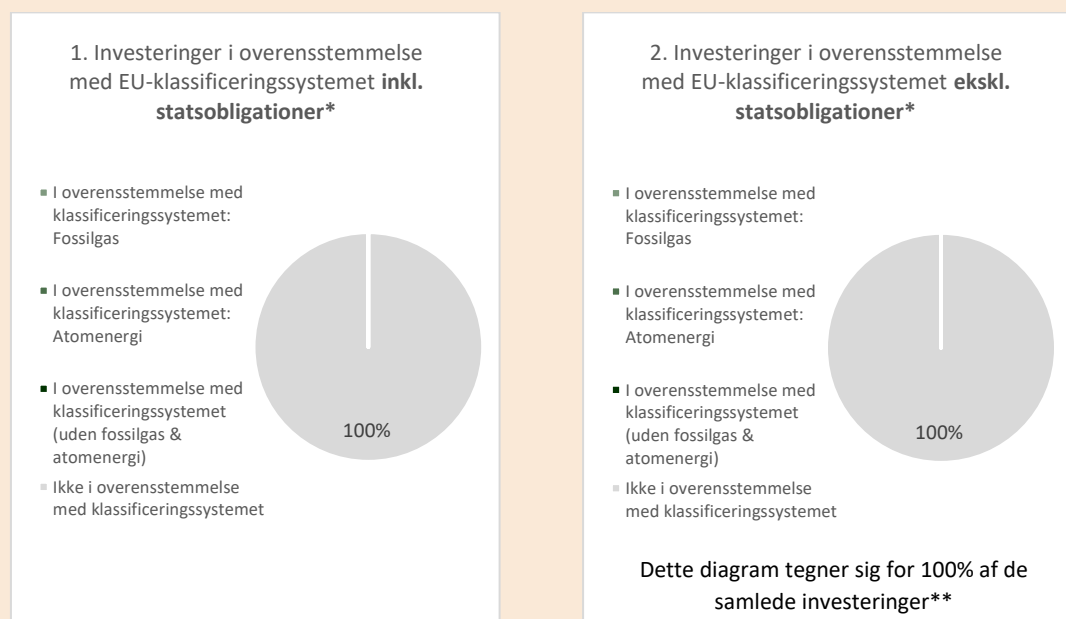 1. Investeringer i overensstemmelse
med EU-klassificeringssystemet inkl.
statsobligationer*
I overensstemmelse med
klassificeringssystemet:
Fossilgas
I overensstemmelse med
klassificeringssystemet:
Atomenergi
I overensstemmelse med
klassificeringssystemet
(uden fossilgas &
atomenergi)
Ikke i overensstemmelse
med klassificeringssystemet
100%
2. Investeringer i overensstemmelse
med EU-klassificeringssystemet ekskl.
statsobligationer*
I overensstemmelse med
klassificeringssystemet:
Fossilgas
I overensstemmelse med
klassificeringssystemet:
Atomenergi
I overensstemmelse med
klassificeringssystemet
(uden fossilgas &
atomenergi)
Ikke i overensstemmelse
med klassificeringssystemet
100%
Dette diagram tegner sig for 100% af de
samlede investeringer**